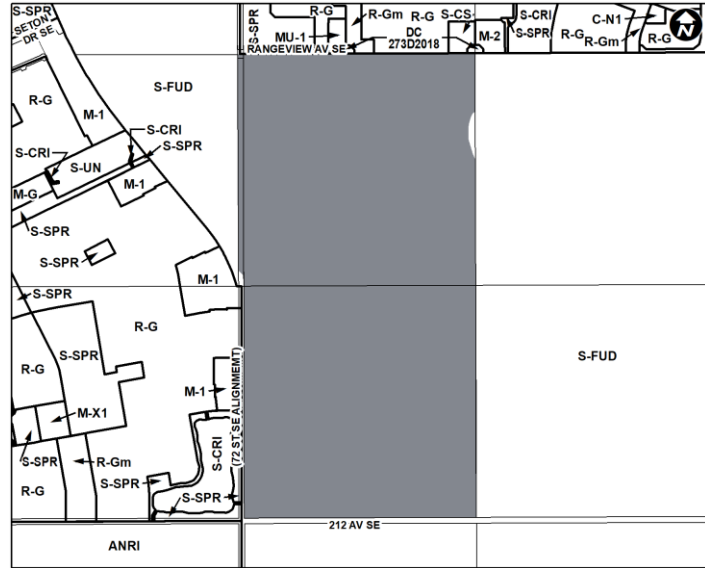 S-SPR
SETON
DR SE
S-SPR
R-G
MU-1
R-Gm
R-G
S-CS
DC
273D2018
M-2
S-CRI
S-SPR
C-N1
R-G
R-Gm
R-G
N
RANGEVIEW AV SE
S-FUD
R-G
M-1
S-CRI
S-SPR
S-CRI
S-UN
M-G
M-1
S-SPR
S-SPR
M-1
S-SPR
R-G
R-G
S-SPR
S-FUD
M-1
M-X1
(72 ST SE ALIGNMEMT)
S-CRI
S-SPR
R-Gm
S-SPR
R-G
S-SPR
212 AV SE
ANRI